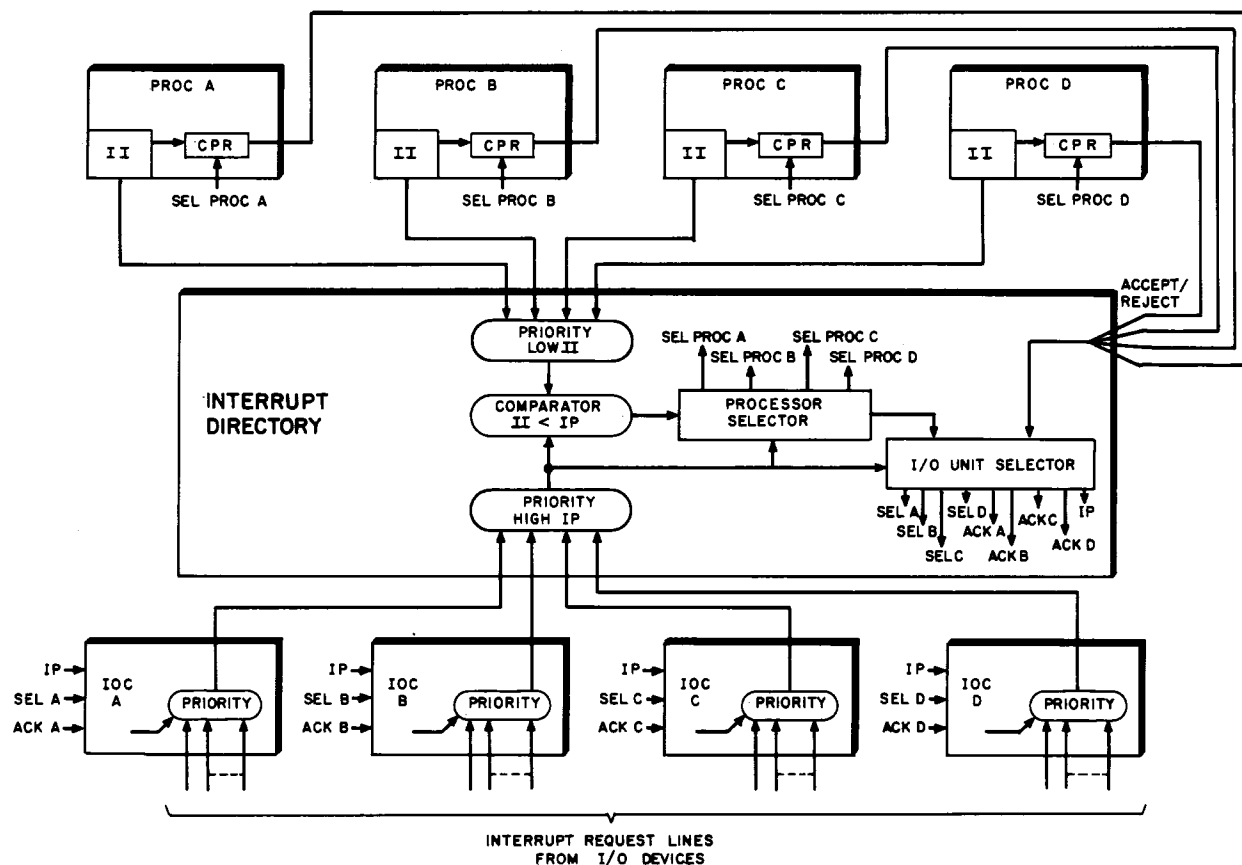 PROC A
PROC B
PROC C
PROC D
II
CPR
II
CPR
II
CPR
II
CPR
SEL PROC A
SEL PROC B
SEL PROC C
SEL PROC D
ACCEPT/
REJECT
PRIORITY
LOW II
SEL PROC A
SEL PROC C
SEL PROC B
SEL PROC D
INTERRUPT
DIRECTORY
COMPARATOR
II < IP
PROCESSOR
SELECTOR
I/O UNIT SELECTOR
PRIORITY
HIGH IP
SEL A
SEL B
SEL C
SEL D
ACK A
ACK B
ACK C
ACK D
IP
IP
SEL A
ACK A
IOC
A
PRIORITY
IP
SEL B
ACK B
IOC
B
PRIORITY
IP
SEL C
ACK C
IOC
C
PRIORITY
IP
SEL D
ACK D
IOC
D
PRIORITY
INTERRUPT REQUEST LINES
FROM I/O DEVICES